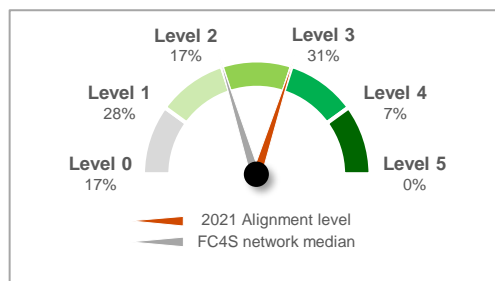 Level 2
17%
Level 3
31%
Level 1
28%
Level 4
7%
Level 0
17%
Level 5
0%
2021 Alignment level
FC4S network median